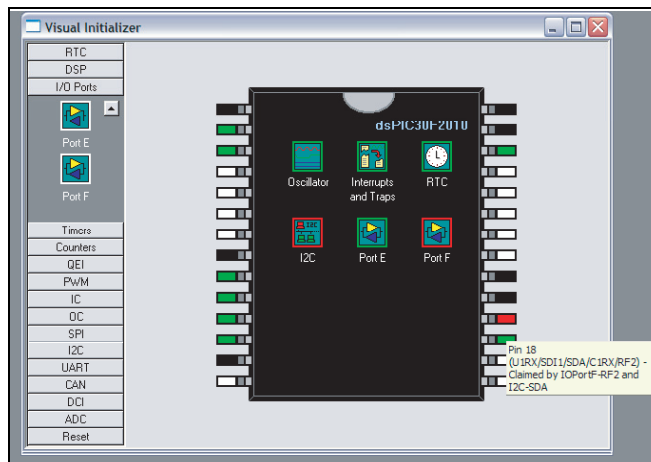 Visual Initializer
RTC
DSP
I/O Ports
Port E
Port F
Timers
Counters
QEI
PWM
IC
OC
SPI
I2C
UART
CAN
DCI
ADC
Reset
dsPIC30F2010
Oscillator
Interrupts
and Traps
RTC
I2C
I2C
Port E
Port F
Pin 18
(U1RX/SDI1/SDA/C1RX/RF2) -
Claimed by IOPortF-RF2 and
I2C-SDA